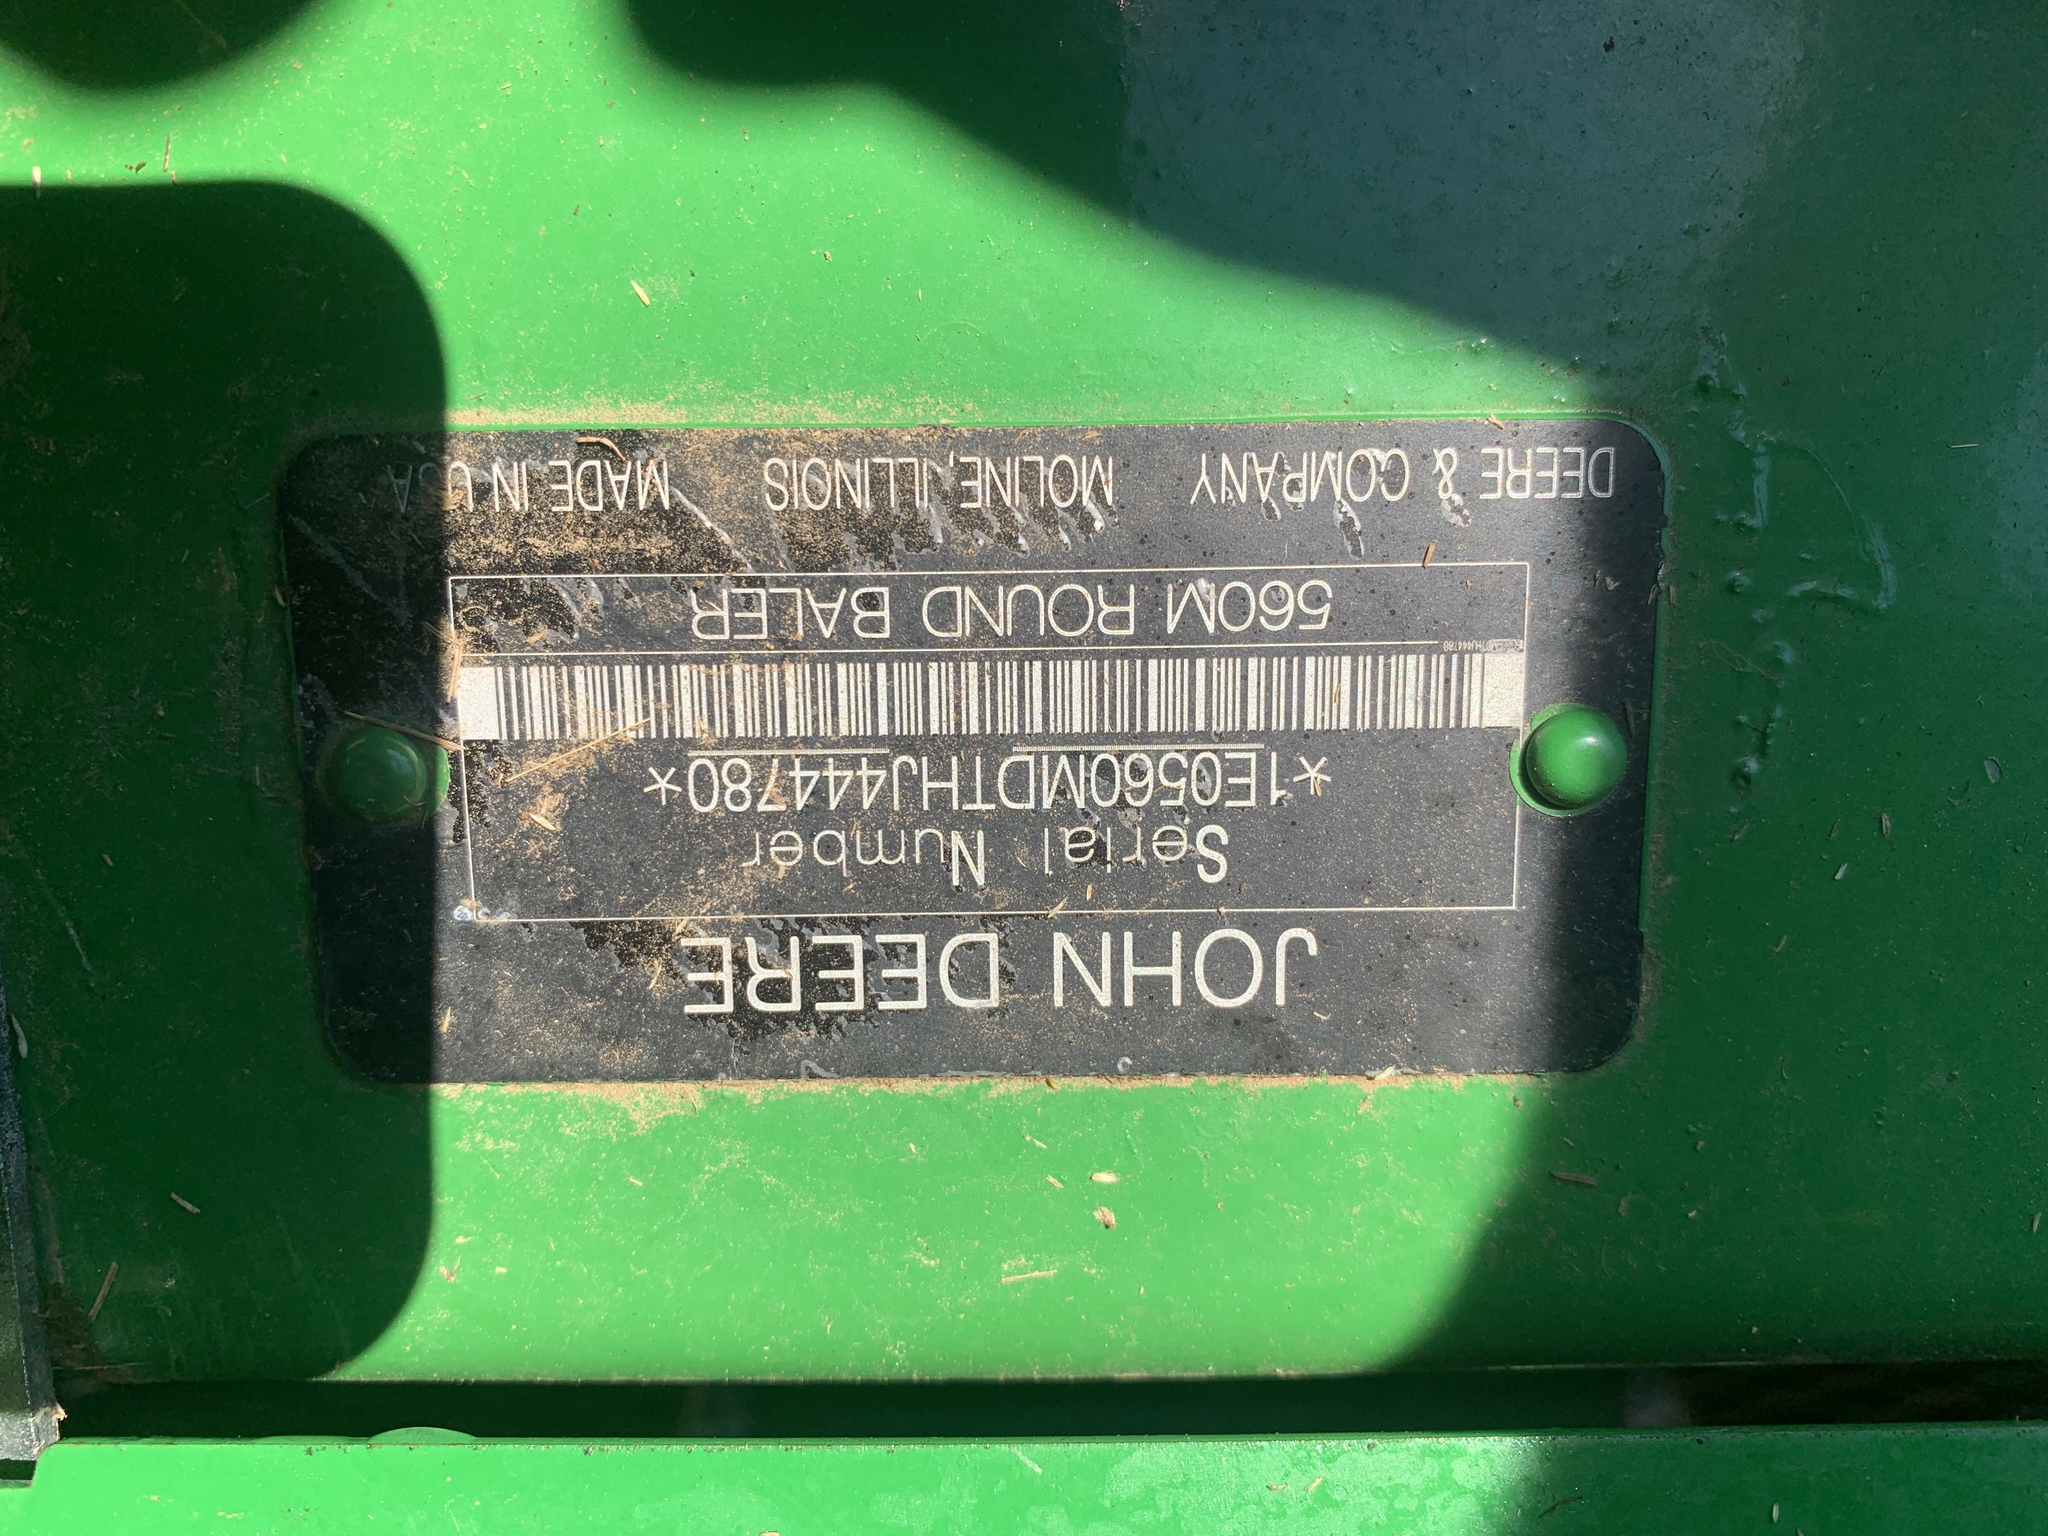 JOHN DEERE
Serial Number
*1E0560MDTHJ444780*
560M ROUND BALER
DEERE & COMPANY MOLINE, ILLINOIS MADE IN USA